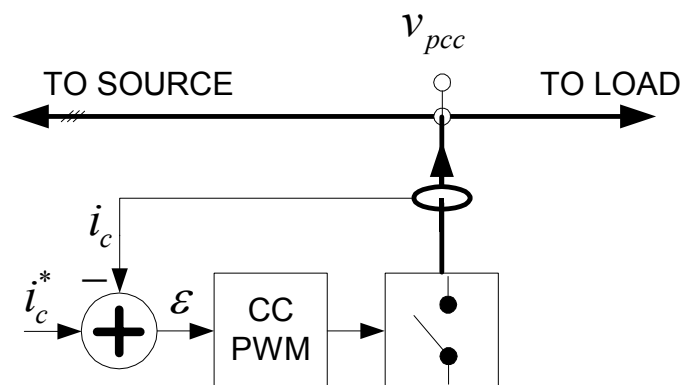 v_pcc
TO SOURCE
TO LOAD
i_c
−
i_c^*
+
ε
CC
PWM